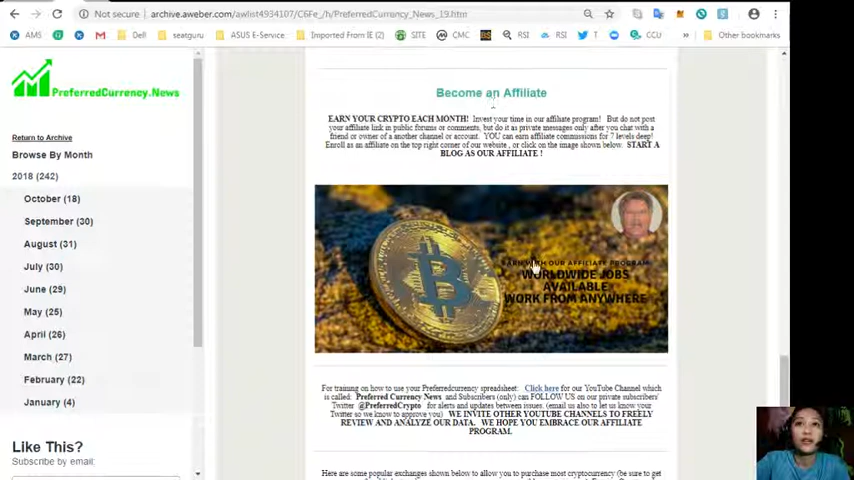 Not secure | archive.aweber.com/awlist4934107/C6Fe_/h/PreferredCurrency_News_19.htm
AMS
Dell
seatguru
ASUS E-Service
Imported From IE (2)
SITE
CMC
RSI
RSI
T
CCU
»
Other bookmarks
PreferredCurrency.News
Return to Archive
Browse By Month
2018 (242)
October (18)
September (30)
August (31)
July (30)
June (29)
May (25)
April (26)
March (27)
February (22)
January (4)
Like This?
Subscribe by email:
Become an Affiliate
EARN YOUR CRYPTO EACH MONTH! Invest your time in our affiliate program! But do not post
your affiliate link in public forums or comments, but do it as private messages only after you chat with a
friend or owner of a another channel or account. YOU can earn affiliate commissions for 7 levels deep!
Enroll as an affiliate on the top right corner of our website, or click on the image shown below. START A
BLOG AS OUR AFFILIATE !
EARN WITH OUR AFFILIATE PROGRAM
WORLDWIDE JOBS
AVAILABLE
WORK FROM ANYWHERE
For training on how to use your Preferredcurrency spreadsheet: Click here for our YouTube Channel which
is called: Preferred Currency News and Subscribers (only) can FOLLOW US on our private subscribers'
Twitter @PreferredCrypto for alerts and updates between issues. (email us also to let us know your
Twitter so we know to approve you) WE INVITE OTHER YOUTUBE CHANNELS TO FREELY
REVIEW AND ANALYZE OUR DATA. WE HOPE YOU EMBRACE OUR AFFILIATE
PROGRAM.
Here are some popular exchanges shown below to allow you to purchase most cryptocurrency (be sure to get